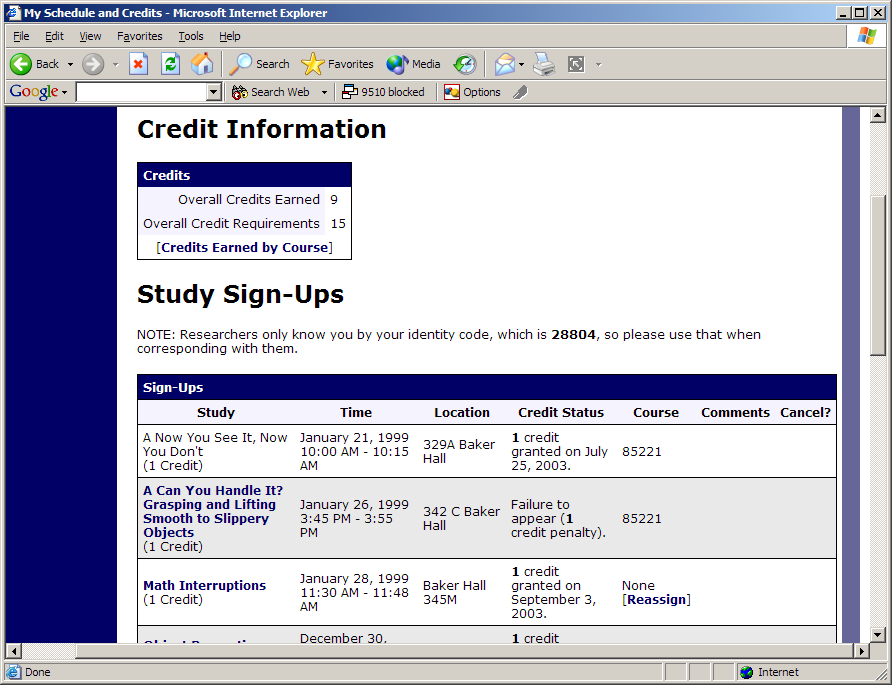 My Schedule and Credits - Microsoft Internet Explorer
File Edit View Favorites Tools Help
Back Search Favorites Media
Google Search Web 9510 blocked Options
Credit Information
Credits
Overall Credits Earned 9
Overall Credit Requirements 15
[Credits Earned by Course]
Study Sign-Ups
NOTE: Researchers only know you by your identity code, which is 28804, so please use that when
corresponding with them.
Sign-Ups
Study Time Location Credit Status Course Comments Cancel?
A Now You See It, Now
You Don't
(1 Credit)
January 21, 1999
10:00 AM - 10:15
AM
329A Baker
Hall
1 credit
granted on July
25, 2003.
85221
A Can You Handle It?
Grasping and Lifting
Smooth to Slippery
Objects
(1 Credit)
January 26, 1999
3:45 PM - 3:55
PM
342 C Baker
Hall
Failure to
appear (1
credit penalty).
85221
Math Interruptions
(1 Credit)
January 28, 1999
11:30 AM - 11:48
AM
Baker Hall
345M
1 credit
granted on
September 3,
2003.
None
[Reassign]
December 30,
1 credit
Done Internet